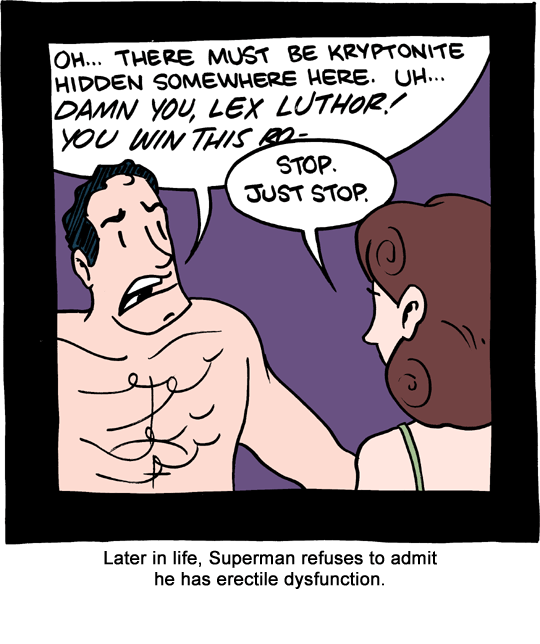 OH... THERE MUST BE KRYPTONITE
HIDDEN SOMEWHERE HERE. UH...
DAMN YOU, LEX LUTHOR!
YOU WIN THIS RO-
STOP.
JUST STOP.
Later in life, Superman refuses to admit
he has erectile dysfunction.